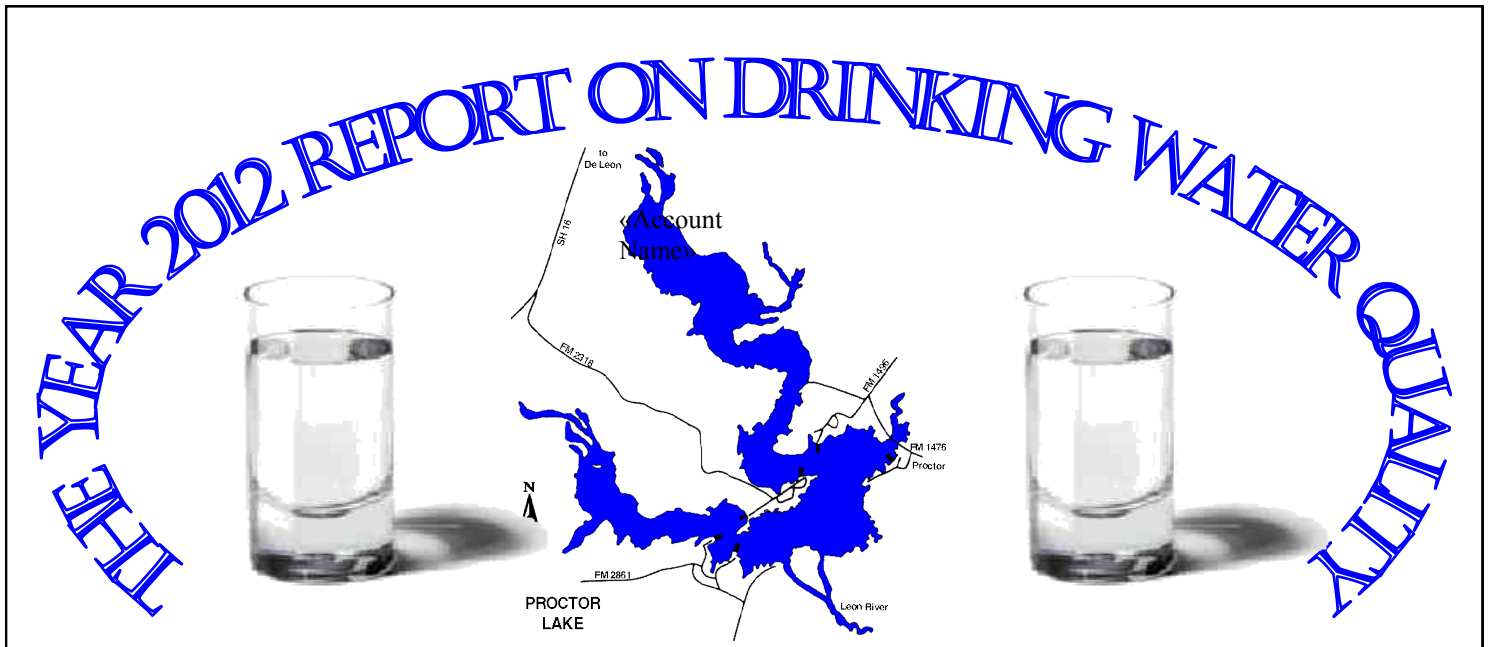 THE YEAR 2012 REPORT ON DRINKING WATER QUALITY
to
De Leon
SH 16
«Account
Name»
FM 2318
FM 1496
FM 1476
Proctor
N
FM 2861
PROCTOR
LAKE
Leon River